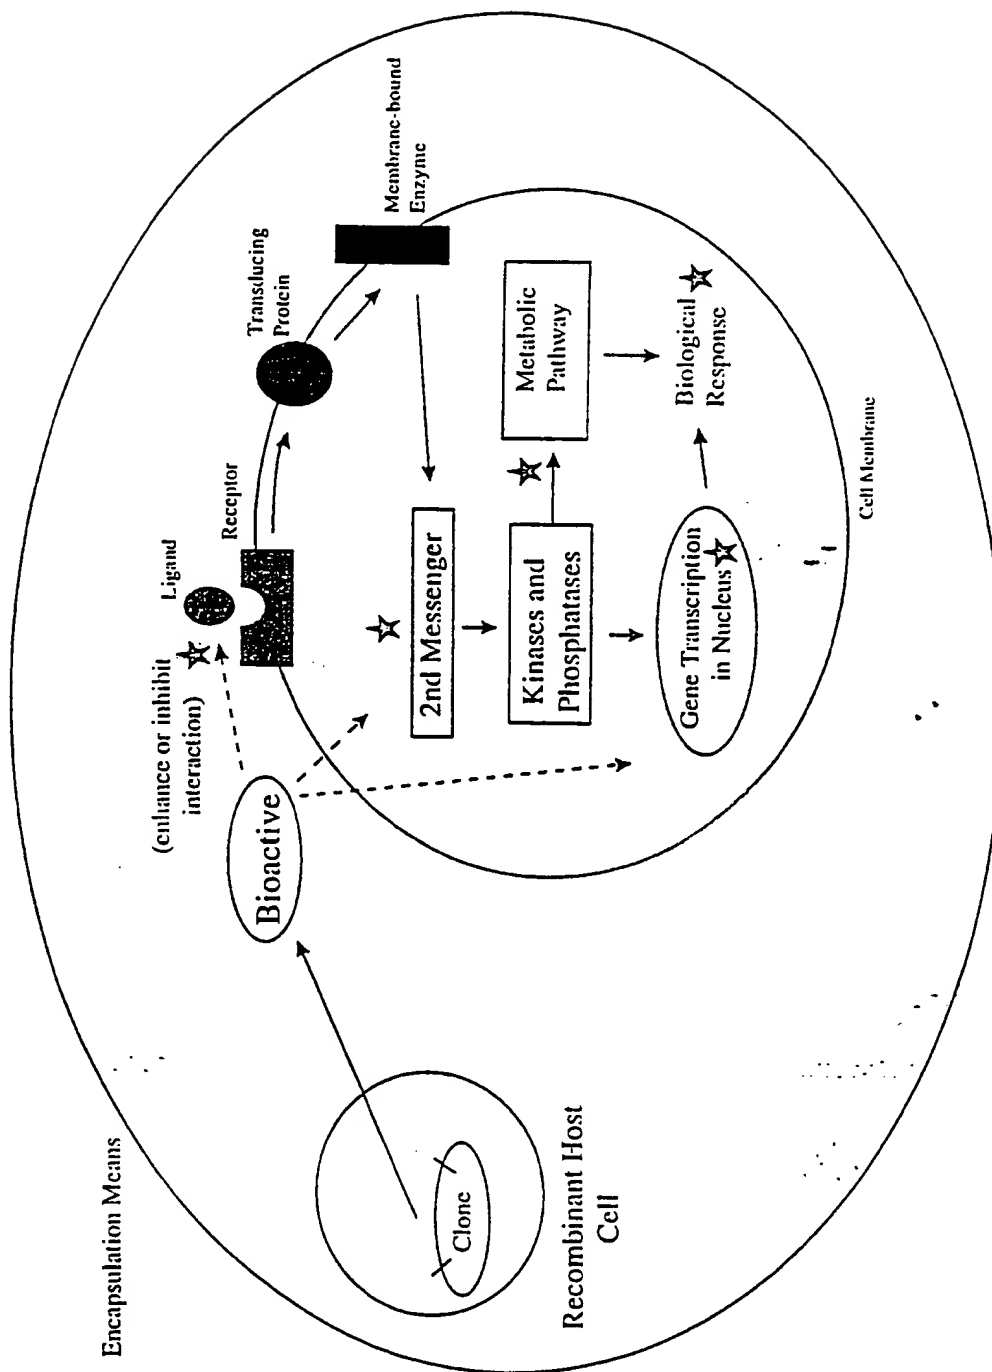 Encapsulation Means
(enhance or inhibit
interaction)
Ligand
Receptor
Transducing
Protein
Membrane-bound
Enzyme
Bioactive
2nd Messenger
Kinases and
Phosphatases
Metabolic
Pathway
Gene Transcription
in Nucleus
Biological
Response
Cell Membrane
Clone
Recombinant Host
Cell